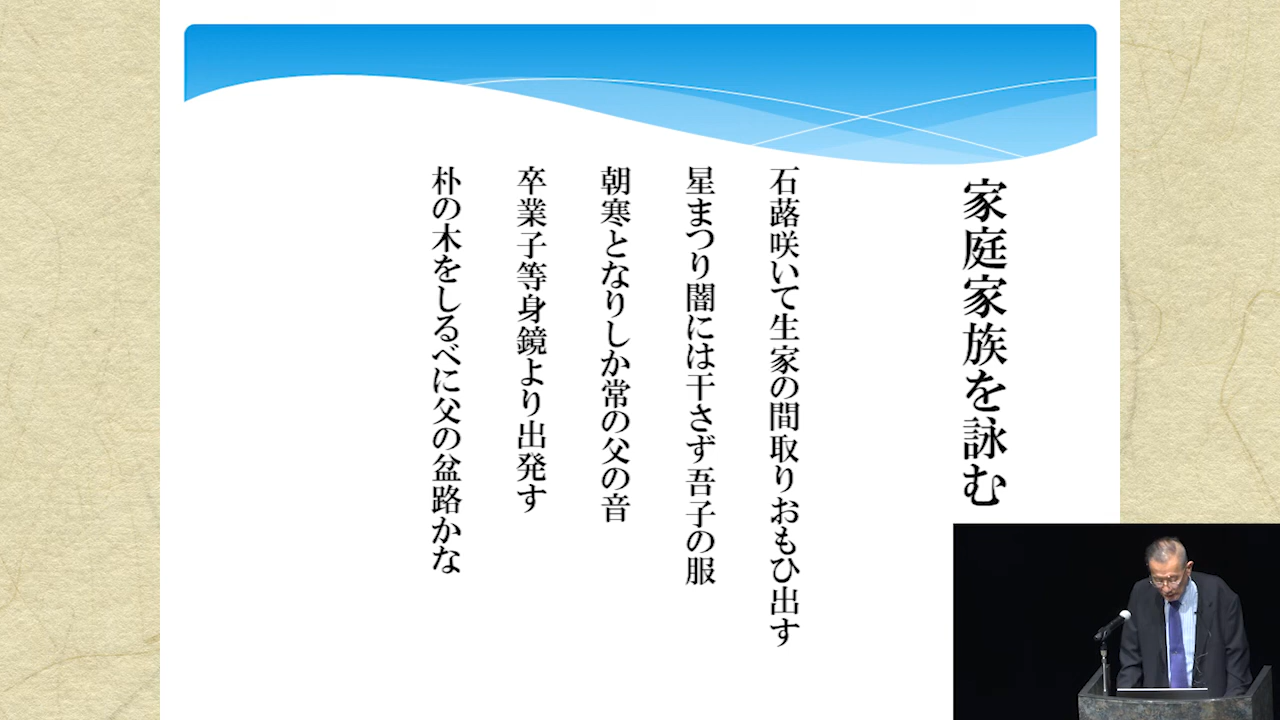 家庭家族を詠む
石蕗咲いて生家の間取りおもひ出す
星まつり闇には干さず吾子の服
朝寒となりしか常の父の音
卒業子等身鏡より出発す
朴の木をしるべに父の盆路かな